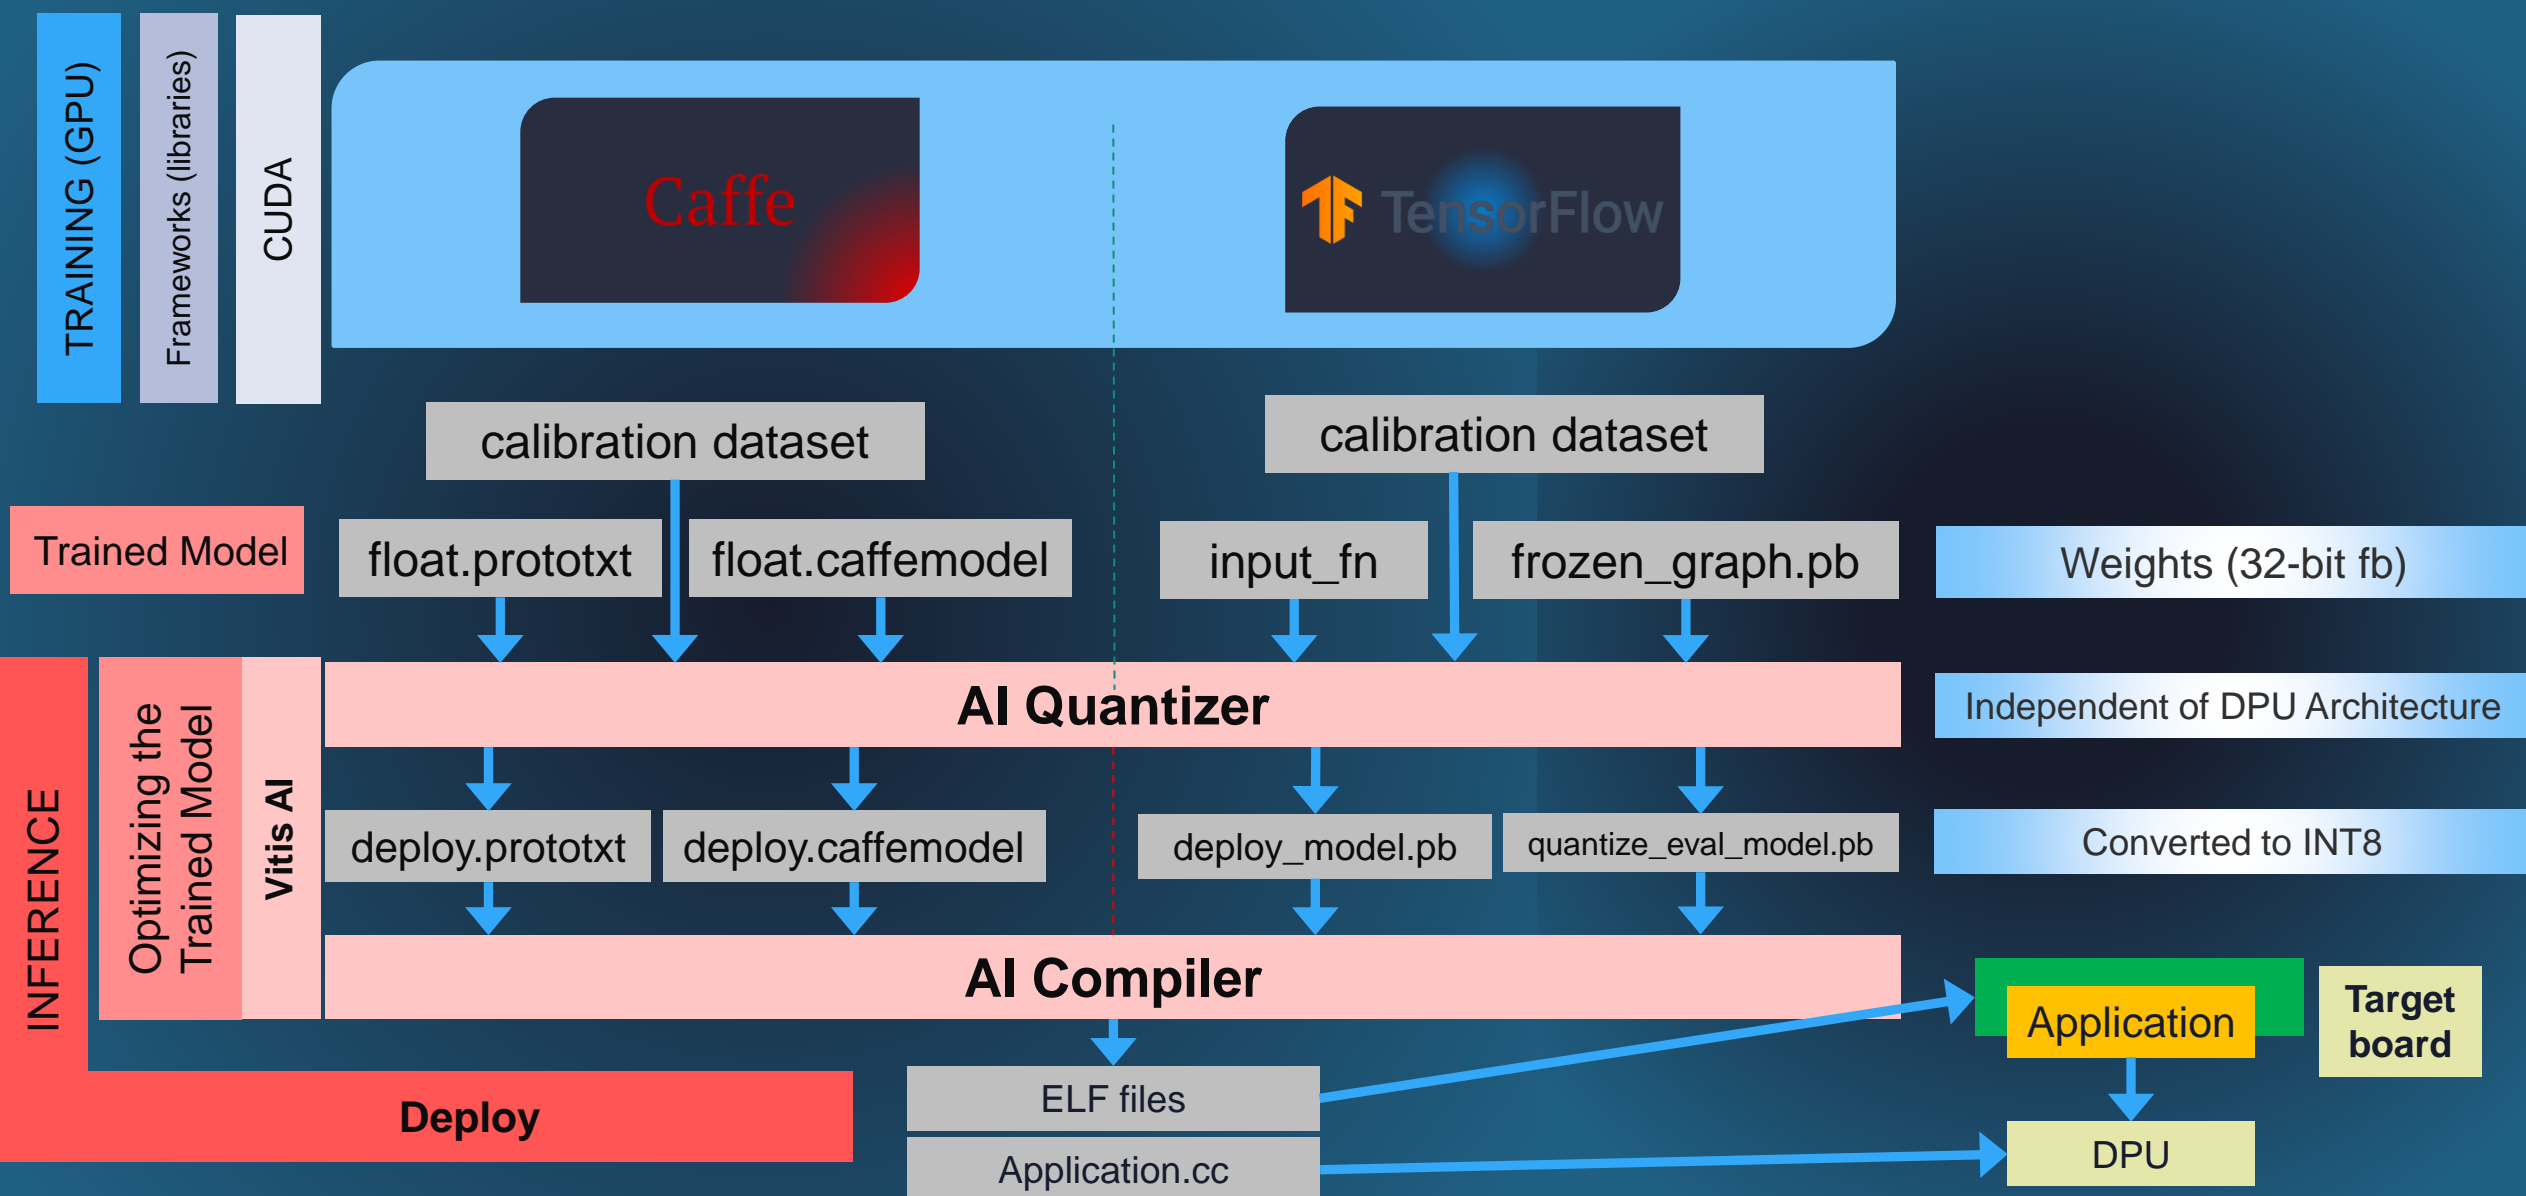 TRAINING (GPU)
Frameworks (libraries)
CUDA
Caffe
TensorFlow
calibration dataset
calibration dataset
Trained Model
float.prototxt
float.caffemodel
input_fn
frozen_graph.pb
Weights (32-bit fb)
AI Quantizer
Independent of DPU Architecture
INFERENCE
Optimizing the
Trained Model
Vitis AI
deploy.prototxt
deploy.caffemodel
deploy_model.pb
quantize_eval_model.pb
Converted to INT8
AI Compiler
Application
Target
board
Deploy
ELF files
Application.cc
DPU